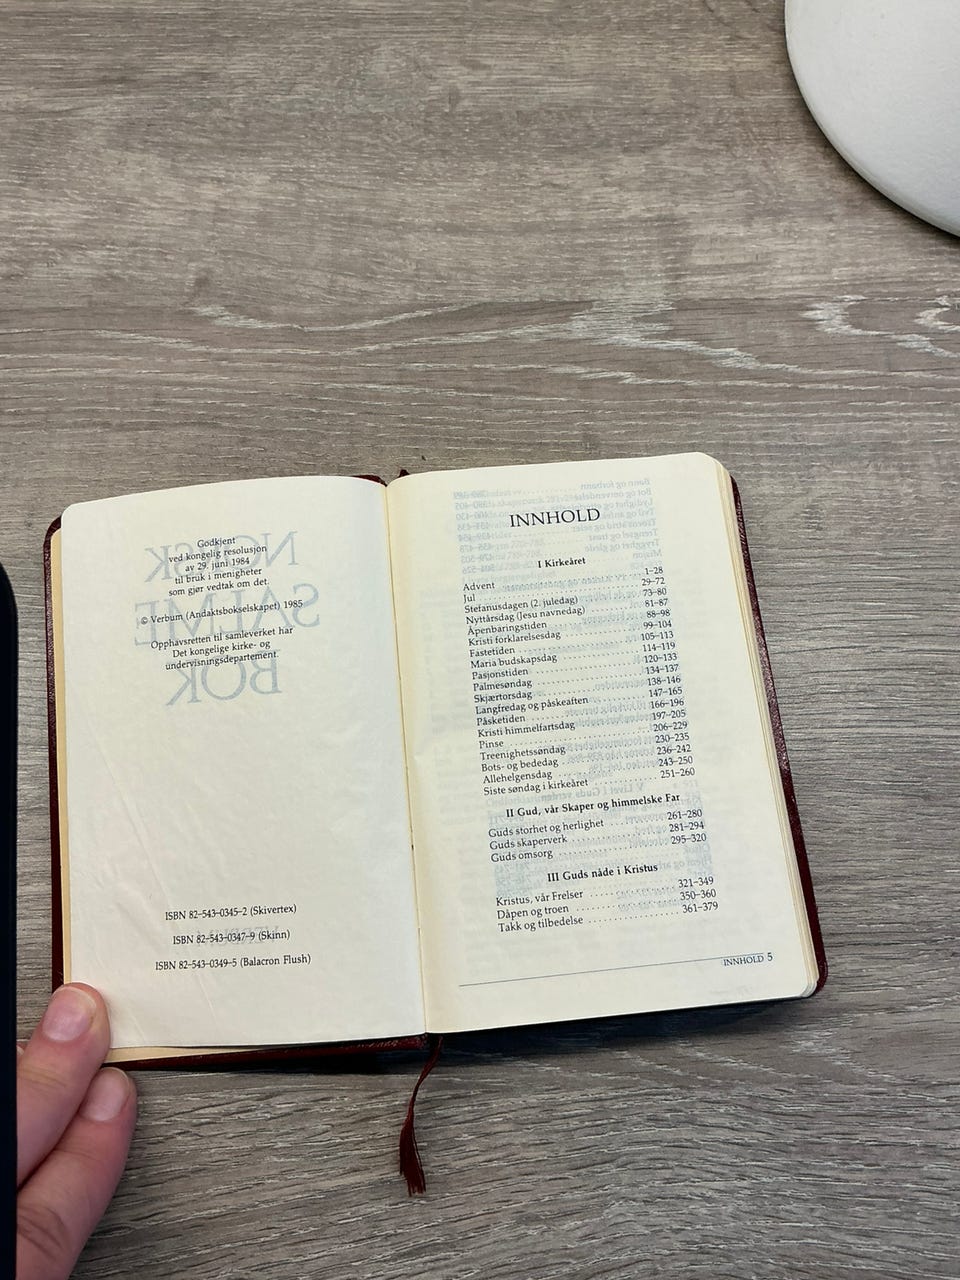 Godkjent
ved kongelig resolusjon
av 29. juni 1984
til bruk i menigheter
som gjør vedtak om det.
© Verbum (Andaktsbokselskapet) 1985
Opphavsretten til samleverket har
Det kongelige kirke- og
undervisningsdepartement.
NORSK
SALME
BOK
ISBN 82-543-0345-2 (Skivertex)
ISBN 82-543-0347-9 (Skinn)
ISBN 82-543-0349-5 (Balacron Flush)
INNHOLD
I Kirkeåret
Advent 1–28
Jul 29–72
Stefanusdagen (2. juledag) 73–80
Nyttårsdag (Jesu navnedag) 81–87
Åpenbaringstiden 88–98
Kristi forklarelsesdag 99–104
Fastetiden 105–113
Maria budskapsdag 114–119
Pasjonstiden 120–133
Palmesøndag 134–137
Skjærtorsdag 138–146
Langfredag og påskeaften 147–165
Påsketiden 166–196
Kristi himmelfartsdag 197–205
Pinse 206–229
Treenighetssøndag 230–235
Bots- og bededag 236–242
Allehelgensdag 243–250
Siste søndag i kirkeåret 251–260
II Gud, vår Skaper og himmelske Far
Guds storhet og herlighet 261–280
Guds skaperverk 281–294
Guds omsorg 295–320
III Guds nåde i Kristus
Kristus, vår Frelser 321–349
Dåpen og troen 350–360
Takk og tilbedelse 361–379
INNHOLD 5